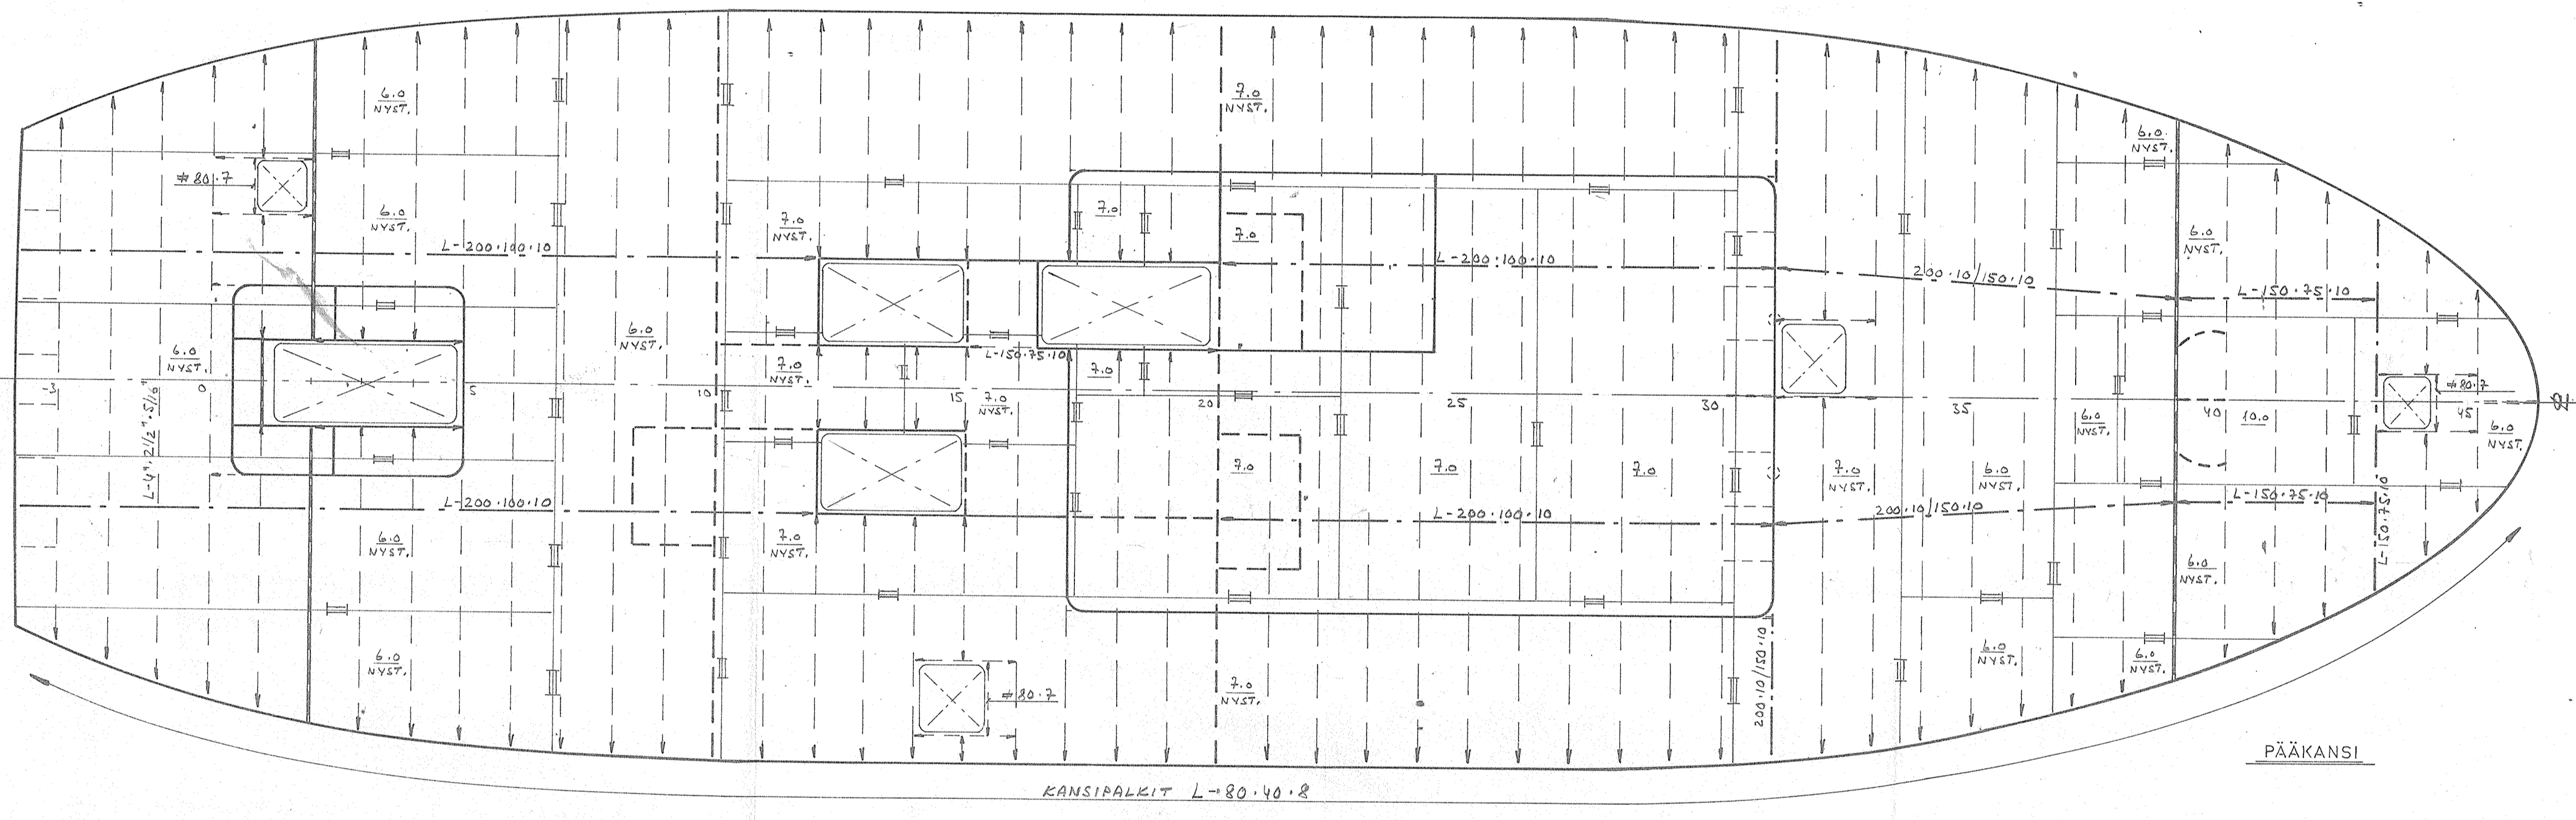 6.0
NYST.
7.0
NYST.
6.0
NYST.
≠80.7
6.0
NYST.
7.0
NYST.
7.0
7.0
6.0
NYST.
L-200.100.10
L-200.100.10
200.10/150.10
L-150.75.10
6.0
NYST.
6.0
NYST.
7.0
NYST.
L-150.75.10
7.0
-3
0
5
10
15
20
25
30
35
40
45
≠80.7
L-4".2 1/2".5/16"
7.0
NYST.
6.0
NYST.
10.0
6.0
NYST.
7.0
7.0
7.0
7.0
NYST.
6.0
NYST.
L-200.100.10
L-200.100.10
200.10/150.10
L-150.75.10
L-150.75.10
6.0
NYST.
7.0
NYST.
6.0
NYST.
6.0
NYST.
7.0
NYST.
≠80.7
200.10/150.10
6.0
NYST.
6.0
NYST.
PÄÄKANSI
KANSIPALKIT L-80.40.8